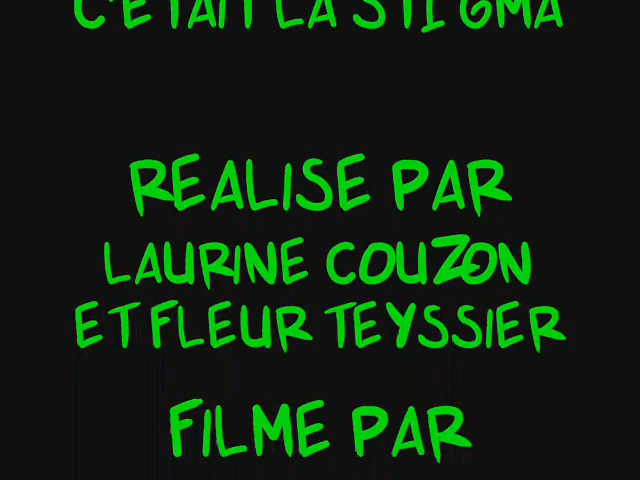 C'ETAIT LA STIGMA
REALISE PAR
LAURINE COUZON
ET FLEUR TEYSSIER
FILME PAR